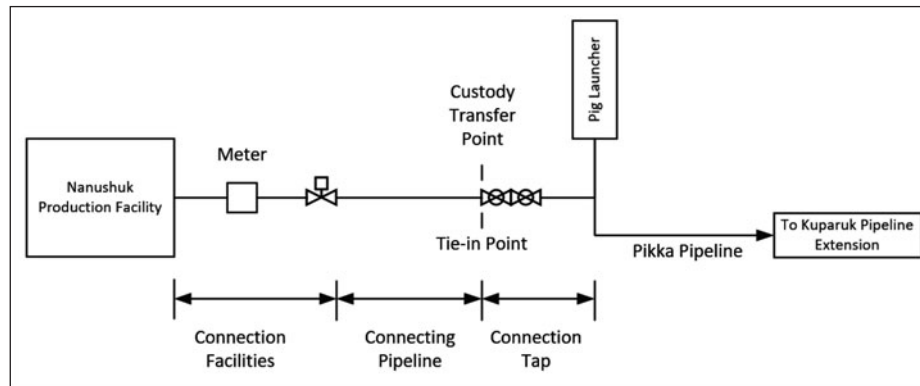 Pig Launcher
Custody
Transfer
Point
Meter
Nanushuk
Production Facility
Tie-in Point
Pikka Pipeline
To Kuparuk Pipeline
Extension
Connection
Facilities
Connecting
Pipeline
Connection
Tap